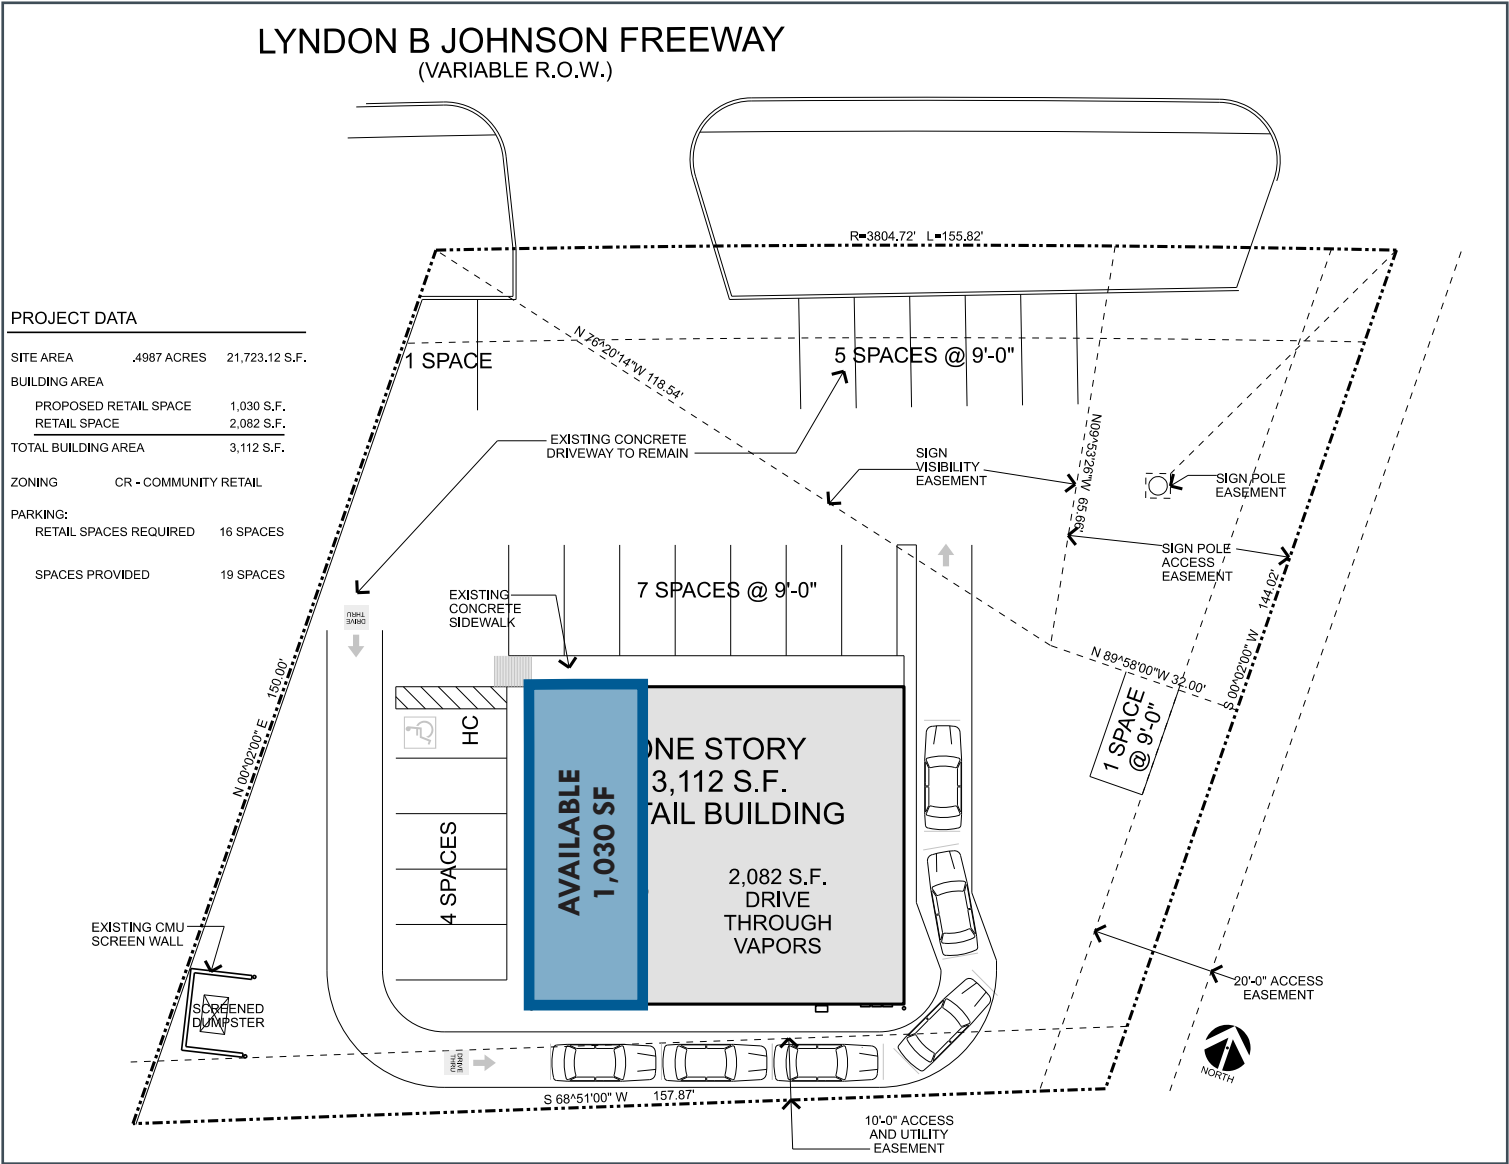 LYNDON B JOHNSON FREEWAY
(VARIABLE R.O.W.)
R=3804.72' L=155.82'
PROJECT DATA
SITE AREA .4987 ACRES 21,723.12 S.F.
BUILDING AREA
PROPOSED RETAIL SPACE 1,030 S.F.
RETAIL SPACE 2,082 S.F.
TOTAL BUILDING AREA 3,112 S.F.
ZONING CR - COMMUNITY RETAIL
PARKING:
RETAIL SPACES REQUIRED 16 SPACES
SPACES PROVIDED 19 SPACES
1 SPACE
N 76^20'14"W 118.54'
5 SPACES @ 9'-0"
EXISTING CONCRETE
DRIVEWAY TO REMAIN
SIGN
VISIBILITY
EASEMENT
N09^53'26"W 65.66'
SIGN POLE
EASEMENT
SIGN POLE
ACCESS
EASEMENT
7 SPACES @ 9'-0"
EXISTING
CONCRETE
SIDEWALK
DRIVE
THRU
N 00^02'00" E 150.00'
S 00^02'00" W 144.02'
N 89^58'00"W 32.00'
1 SPACE
@ 9'-0"
HC
4 SPACES
AVAILABLE
1,030 SF
ONE STORY
3,112 S.F.
TAIL BUILDING
2,082 S.F.
DRIVE
THROUGH
VAPORS
EXISTING CMU
SCREEN WALL
SCREENED
DUMPSTER
20'-0" ACCESS
EASEMENT
NORTH
DRIVE
THRU
S 68^51'00" W 157.87'
10'-0" ACCESS
AND UTILITY
EASEMENT